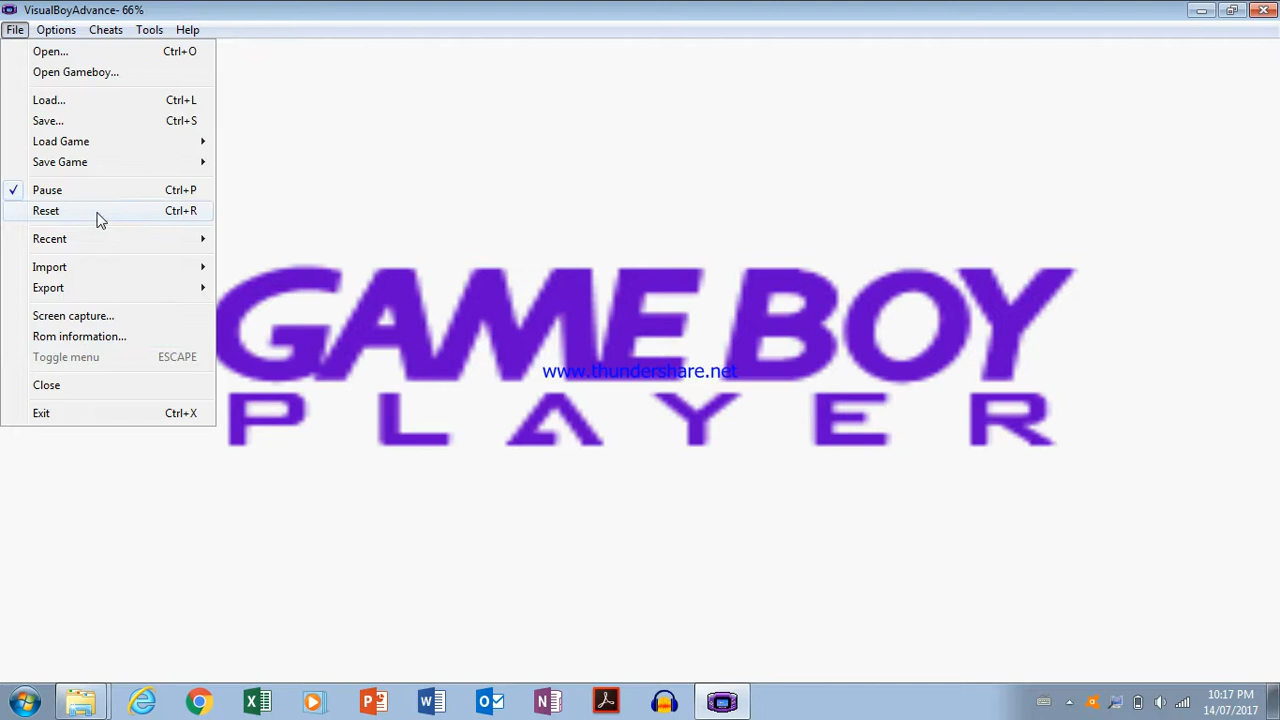 VisualBoyAdvance- 66%
File Options Cheats Tools Help
Open... Ctrl+O
Open Gameboy...
Load... Ctrl+L
Save... Ctrl+S
Load Game
Save Game
Pause Ctrl+P
Reset Ctrl+R
Recent
Import
Export
Screen capture...
Rom information...
Toggle menu ESCAPE
Close
Exit Ctrl+X
GAME BOY
PLAYER
www.thundershare.net
10:17 PM
14/07/2017